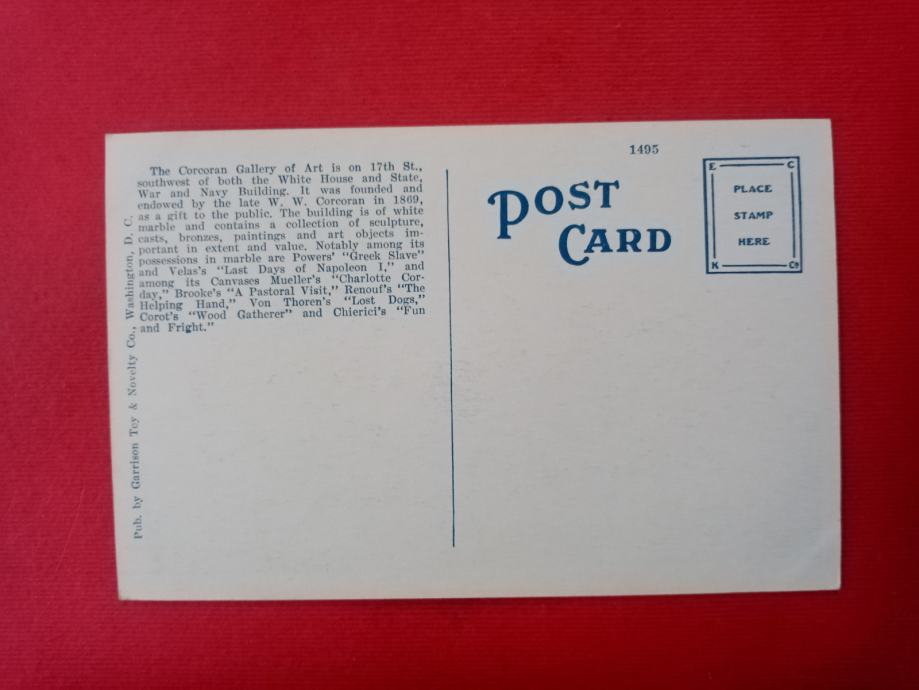 The Corcoran Gallery of Art is on 17th St.,
southwest of both the White House and State,
War and Navy Building. It was founded and
endowed by the late W. W. Corcoran in 1869,
as a gift to the public. The building is of white
marble and contains a collection of sculpture,
casts, bronzes, paintings and art objects im-
portant in extent and value. Notably among its
possessions in marble are Powers' "Greek Slave"
and Velas's "Last Days of Napoleon I," and
among its Canvases Mueller's "Charlotte Cor-
day," Brooke's "A Pastoral Visit," Renouf's "The
Helping Hand," Von Thoren's "Lost Dogs,"
Corot's "Wood Gatherer" and Chierici's "Fun
and Fright."
Pub. by Garrison Toy & Novelty Co., Washington, D. C.
1495
POST
CARD
E C
PLACE
STAMP
HERE
K Co